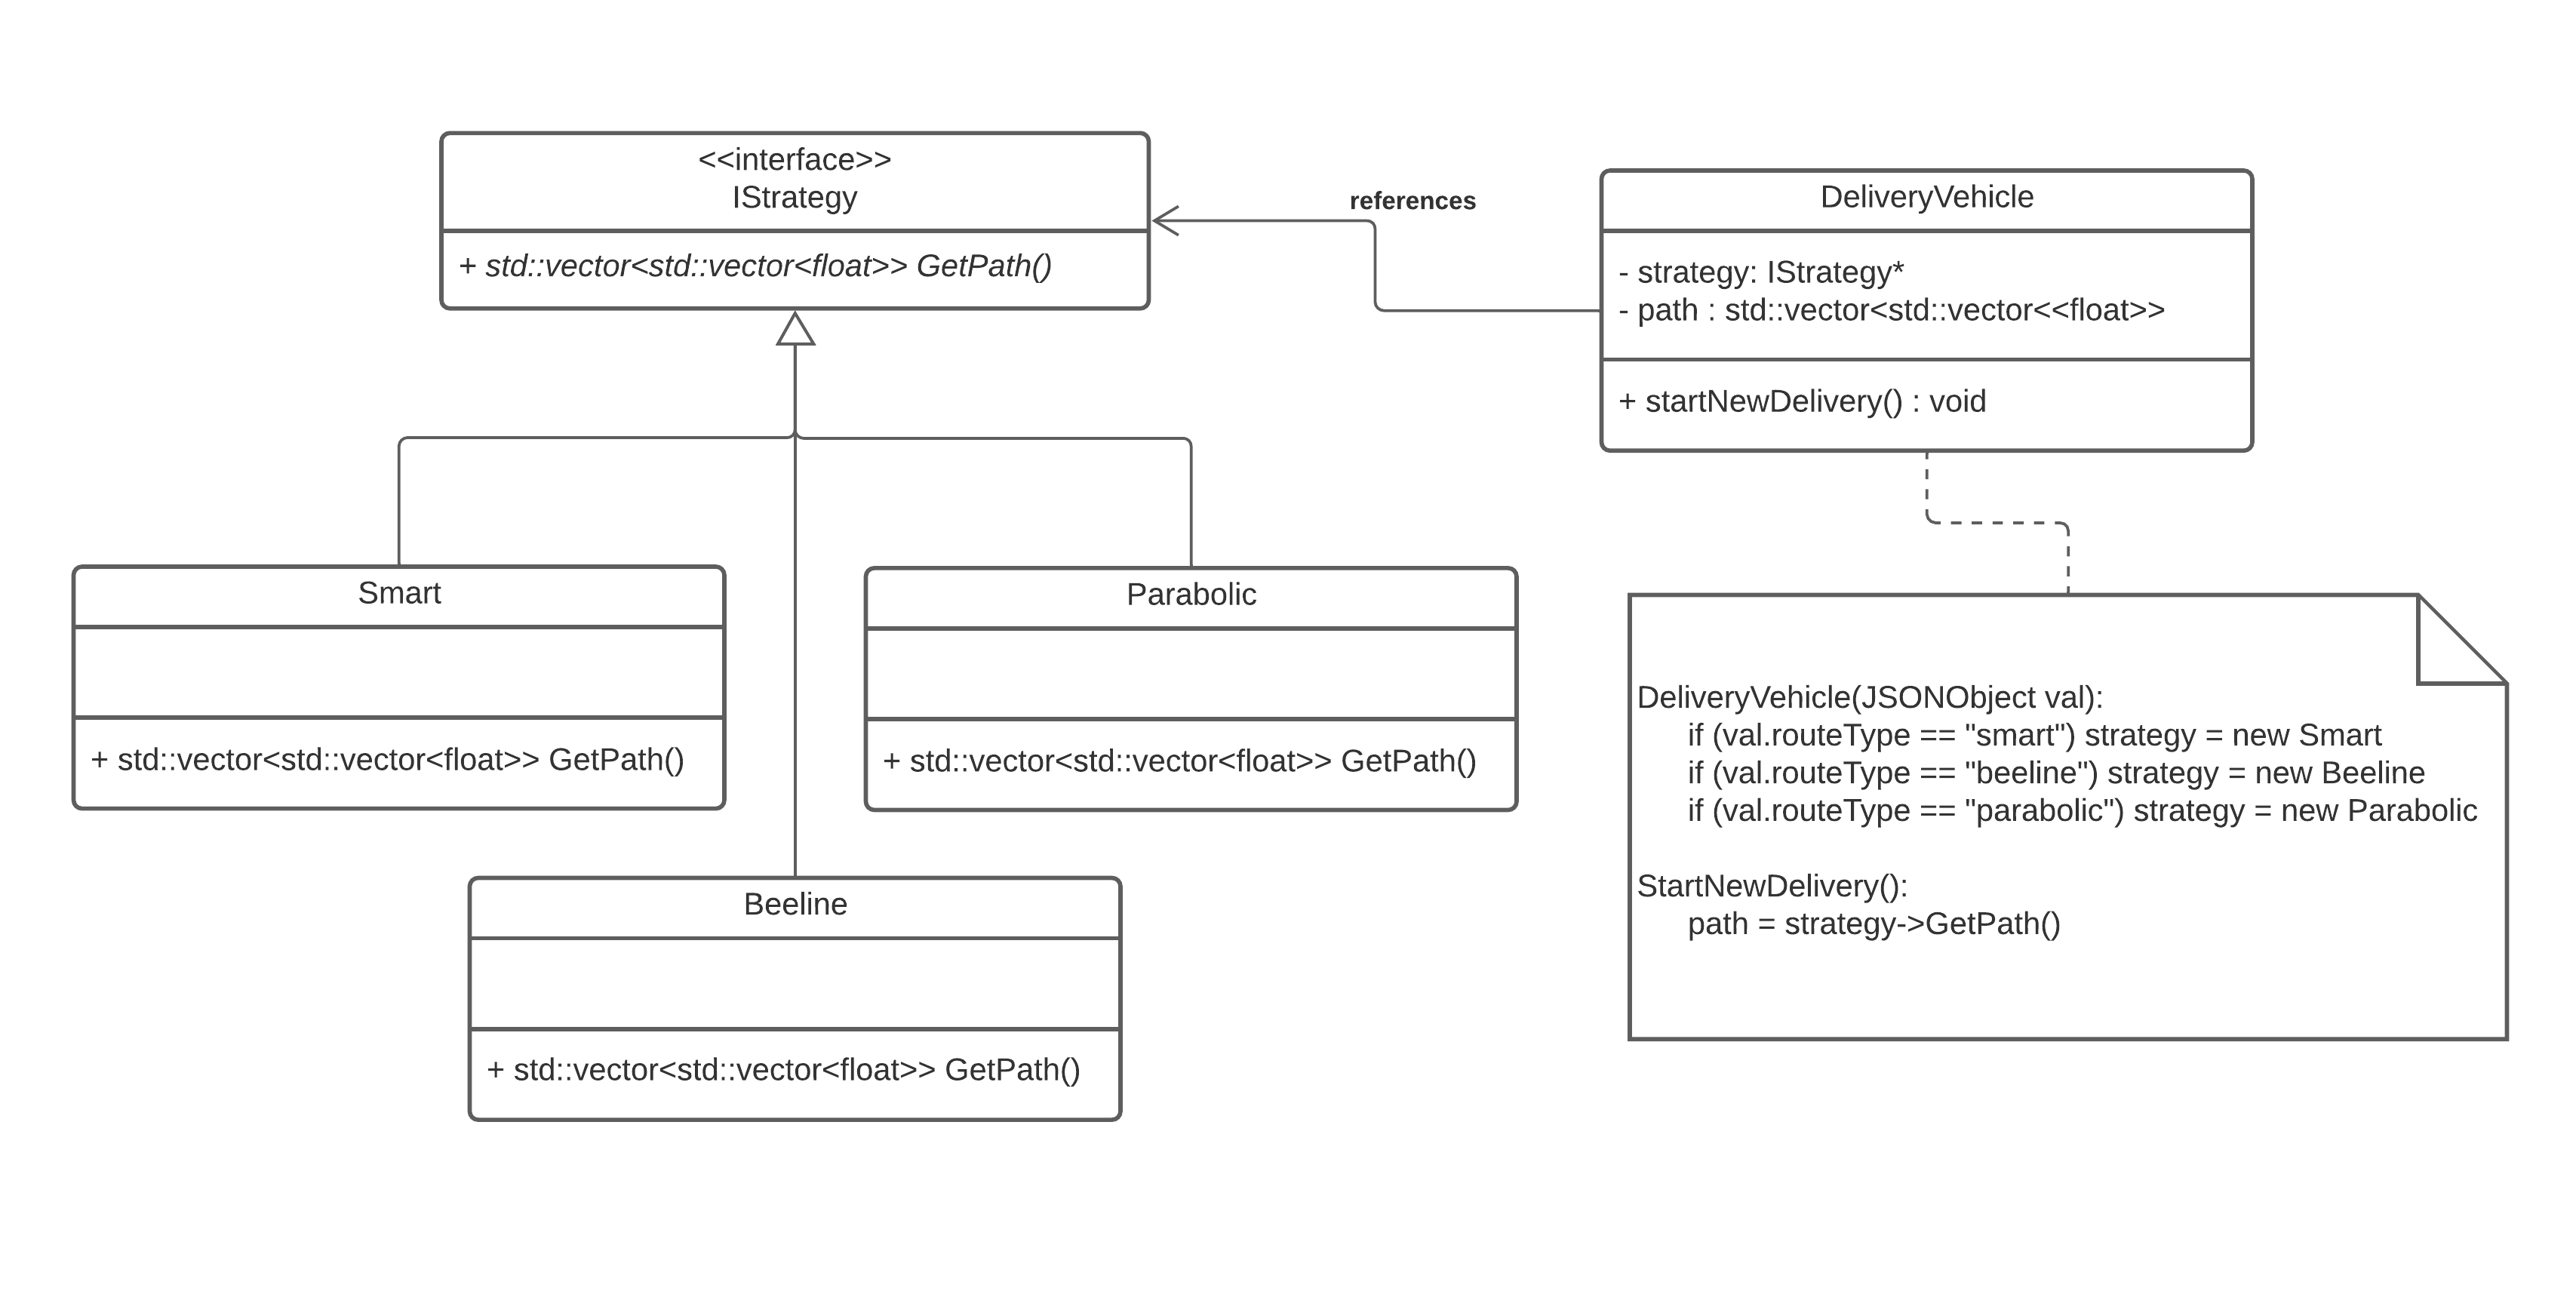 <<interface>>
IStrategy
+ std::vector<std::vector<float>> GetPath()
references
DeliveryVehicle
- strategy: IStrategy*
- path : std::vector<std::vector<<float>>
+ startNewDelivery() : void
Smart
+ std::vector<std::vector<float>> GetPath()
Parabolic
+ std::vector<std::vector<float>> GetPath()
Beeline
+ std::vector<std::vector<float>> GetPath()
DeliveryVehicle(JSONObject val):
if (val.routeType == "smart") strategy = new Smart
if (val.routeType == "beeline") strategy = new Beeline
if (val.routeType == "parabolic") strategy = new Parabolic
StartNewDelivery():
path = strategy->GetPath()